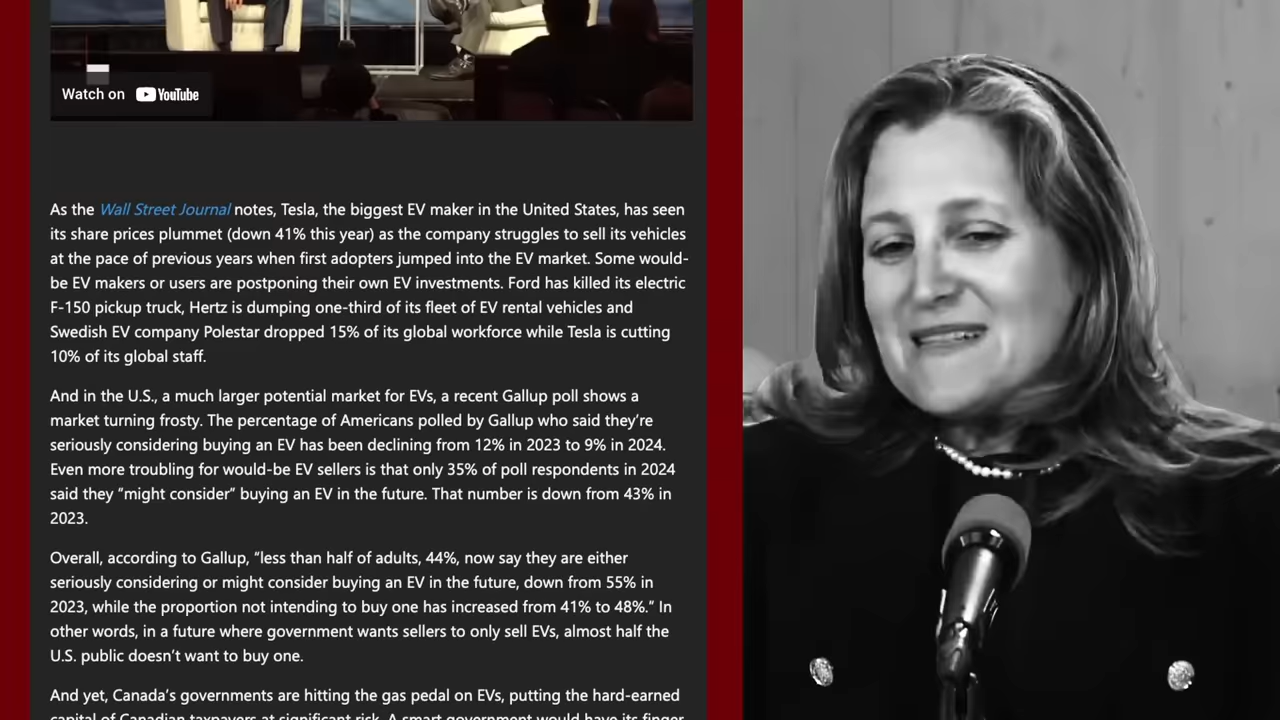 Watch on YouTube
As the Wall Street Journal notes, Tesla, the biggest EV maker in the United States, has seen
its share prices plummet (down 41% this year) as the company struggles to sell its vehicles
at the pace of previous years when first adopters jumped into the EV market. Some would-
be EV makers or users are postponing their own EV investments. Ford has killed its electric
F-150 pickup truck, Hertz is dumping one-third of its fleet of EV rental vehicles and
Swedish EV company Polestar dropped 15% of its global workforce while Tesla is cutting
10% of its global staff.
And in the U.S., a much larger potential market for EVs, a recent Gallup poll shows a
market turning frosty. The percentage of Americans polled by Gallup who said they’re
seriously considering buying an EV has been declining from 12% in 2023 to 9% in 2024.
Even more troubling for would-be EV sellers is that only 35% of poll respondents in 2024
said they “might consider” buying an EV in the future. That number is down from 43% in
2023.
Overall, according to Gallup, “less than half of adults, 44%, now say they are either
seriously considering or might consider buying an EV in the future, down from 55% in
2023, while the proportion not intending to buy one has increased from 41% to 48%.” In
other words, in a future where government wants sellers to only sell EVs, almost half the
U.S. public doesn’t want to buy one.
And yet, Canada’s governments are hitting the gas pedal on EVs, putting the hard-earned
capital of Canadian taxpayers at significant risk. A smart government would have its finger